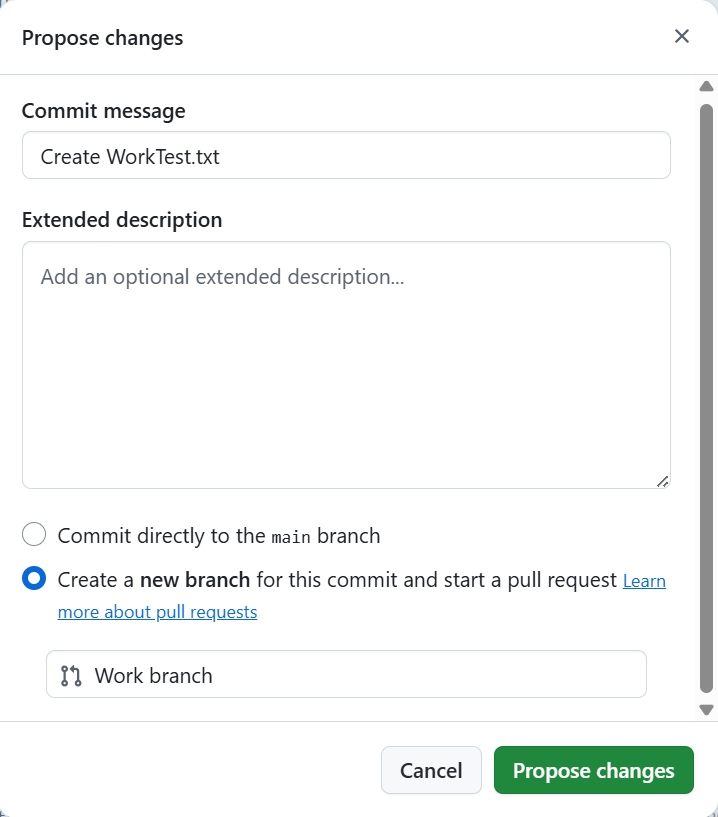 Propose changes
Commit message
Create WorkTest.txt
Extended description
Add an optional extended description...
Commit directly to the main branch
Create a new branch for this commit and start a pull request Learn
more about pull requests
Work branch
Cancel
Propose changes